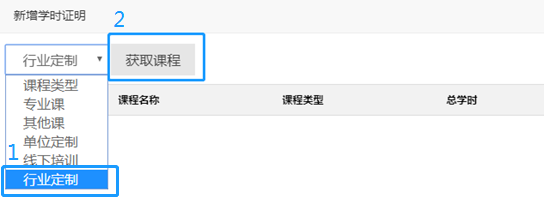 新增学时证明
2
行业定制
获取课程
课程类型
专业课
其他课
单位定制
1
线下培训
行业定制
课程名称
课程类型
总学时